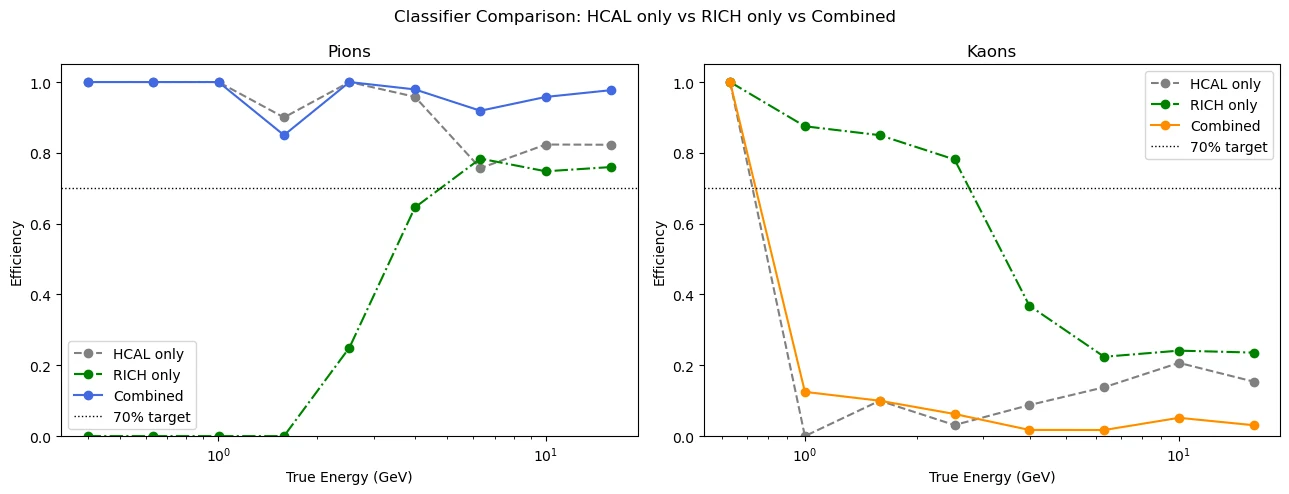 Classifier Comparison: HCAL only vs RICH only vs Combined
Pions
Efficiency
1.0
0.8
0.6
0.4
0.2
0.0
HCAL only
RICH only
Combined
70% target
10⁰
10¹
True Energy (GeV)
Kaons
Efficiency
1.0
0.8
0.6
0.4
0.2
0.0
HCAL only
RICH only
Combined
70% target
10⁰
10¹
True Energy (GeV)